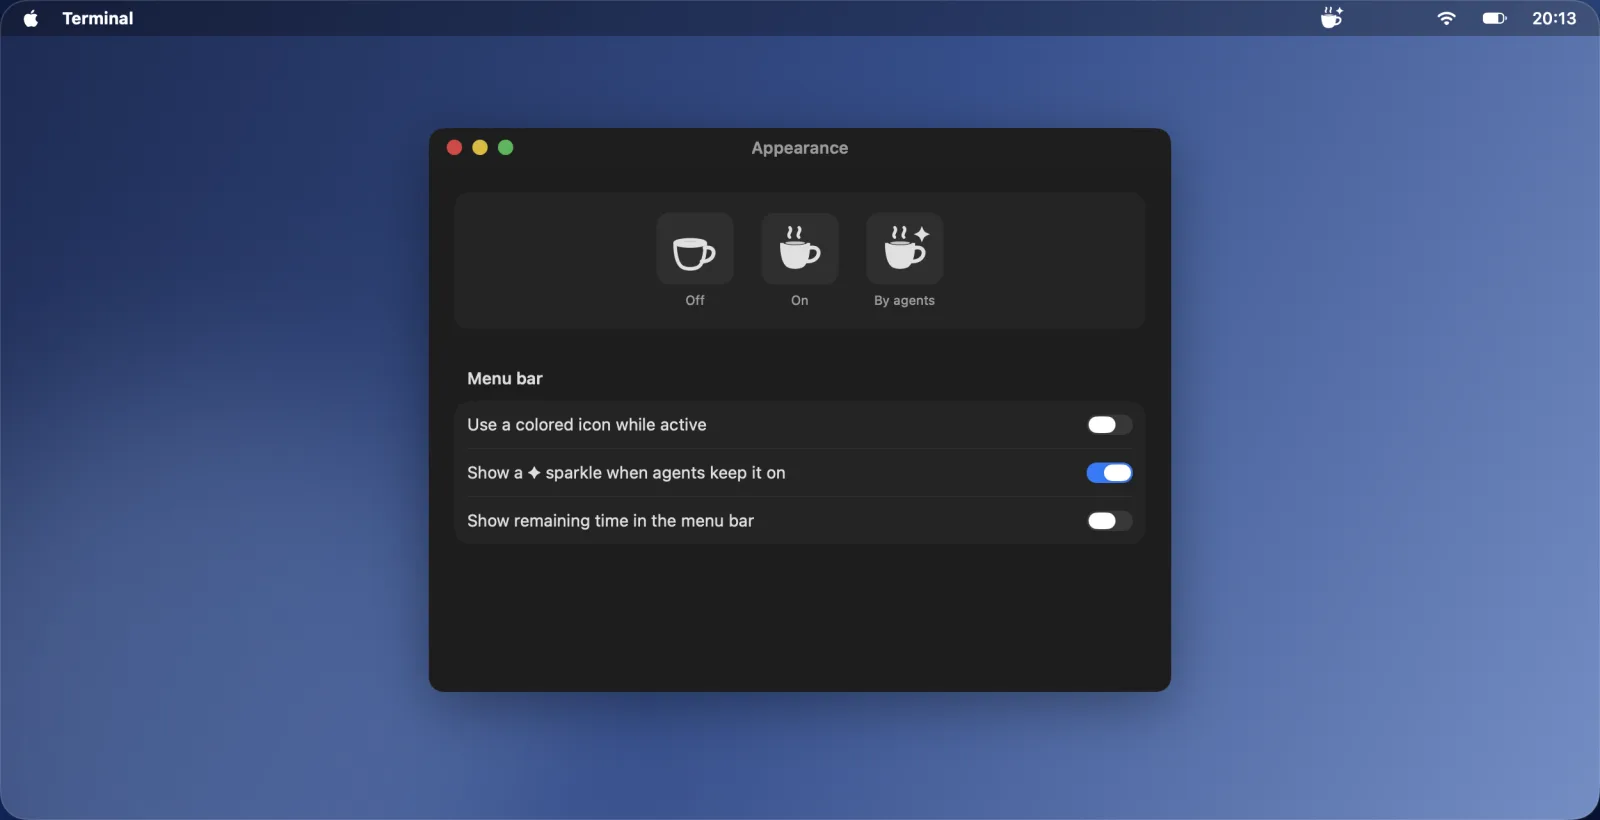 Terminal
20:13
Appearance
Off
On
By agents
Menu bar
Use a colored icon while active
Show a ✦ sparkle when agents keep it on
Show remaining time in the menu bar